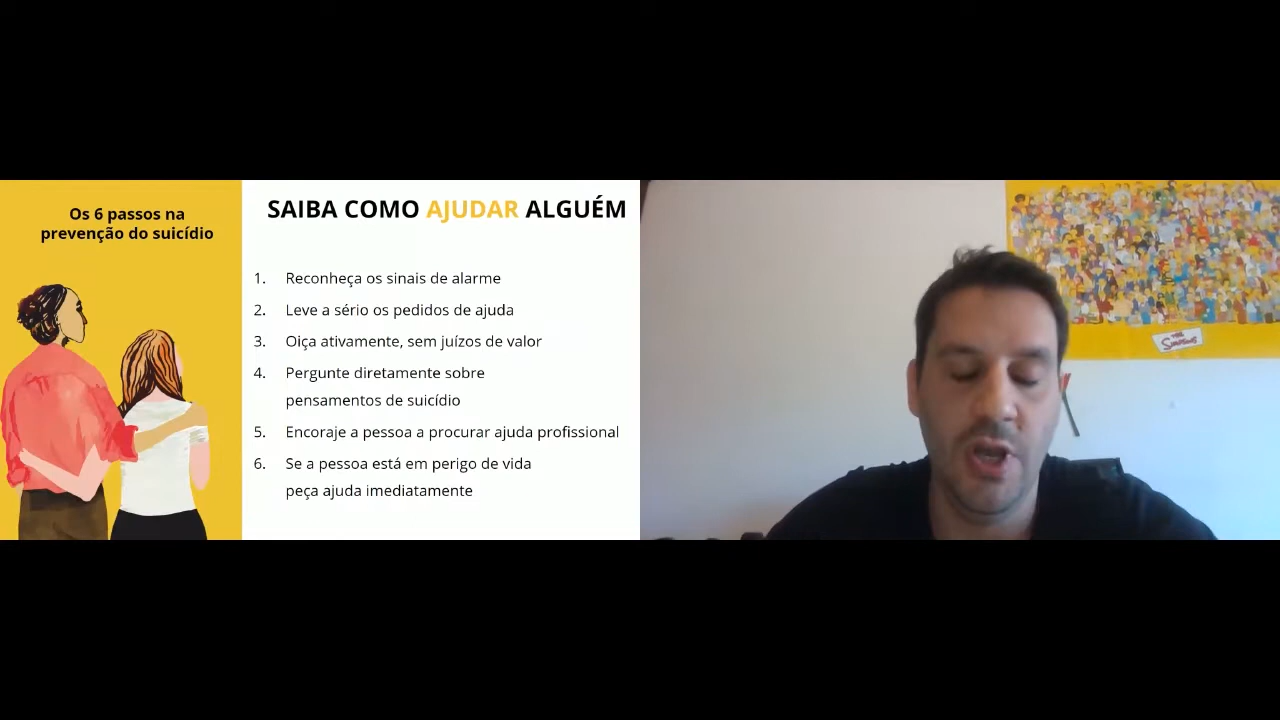 Os 6 passos na
prevenção do suicídio
SAIBA COMO AJUDAR ALGUÉM
1. Reconheça os sinais de alarme
2. Leve a sério os pedidos de ajuda
3. Oiça ativamente, sem juízos de valor
4. Pergunte diretamente sobre
pensamentos de suicídio
5. Encoraje a pessoa a procurar ajuda profissional
6. Se a pessoa está em perigo de vida
peça ajuda imediatamente
THE
SIMPSONS